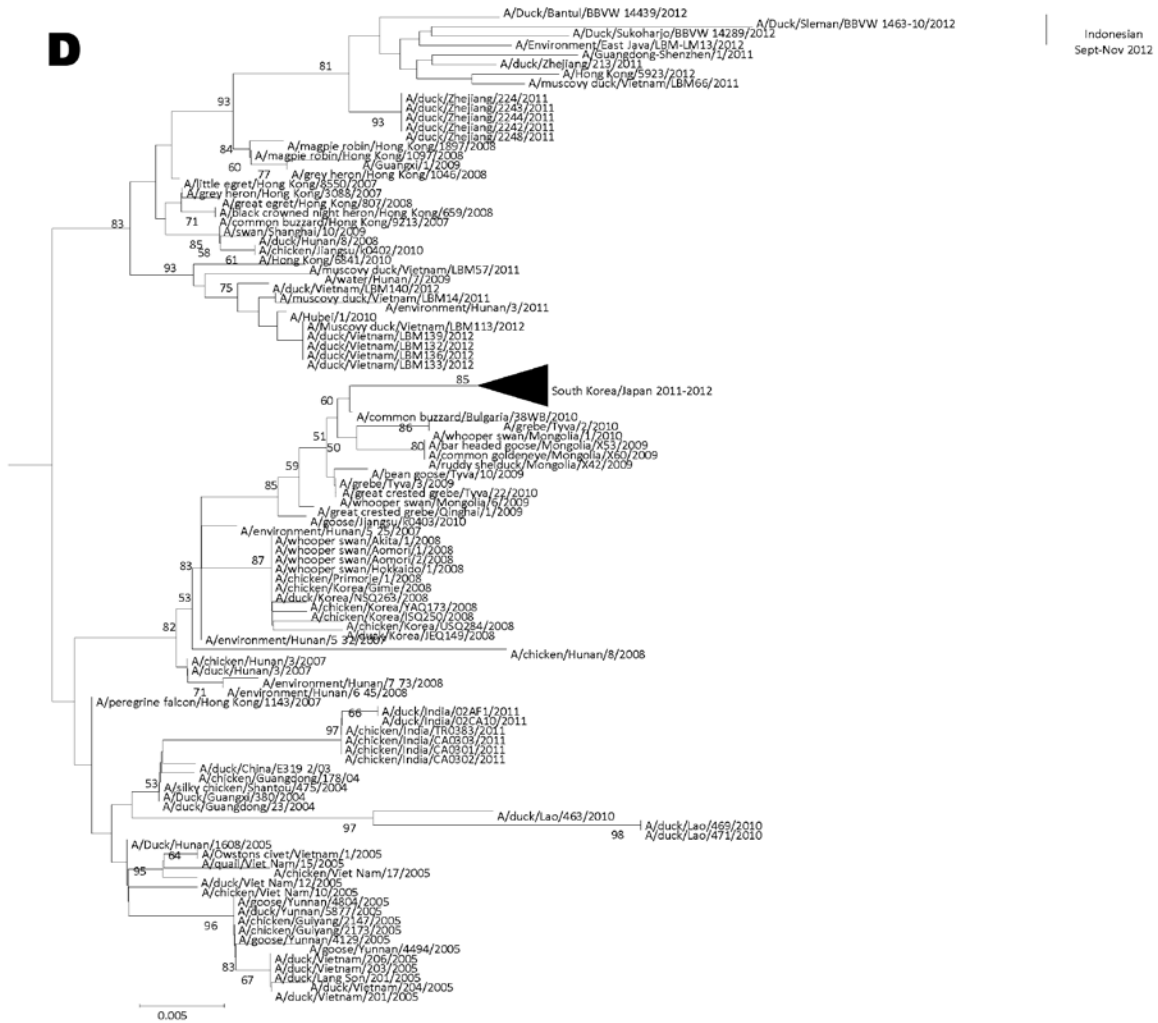 D
A/Duck/Bantul/BBVW 14439/2012
A/Duck/Sleman/BBVW 1463-10/2012
A/Duck/Sukoharjo/BBVW 14289/2012
A/Environment/East Java/LBM-LM13/2012
A/Guangdong-Shenzhen/1/2011
A/duck/Zhejiang/213/2011
A/Hong Kong/5923/2012
A/muscovy duck/Vietnam/LBM66/2011
Indonesian
Sept-Nov 2012
81
93
A/duck/Zhejiang/224/2011
A/duck/Zhejiang/2243/2011
A/duck/Zhejiang/2244/2011
A/duck/Zhejiang/2242/2011
A/duck/Zhejiang/2248/2011
93
A/magpie robin/Hong Kong/1897/2008
84
A/magpie robin/Hong Kong/1097/2008
60
A/Guangxi/1/2009
77
A/grey heron/Hong Kong/1046/2008
A/little egret/Hong Kong/8550/2007
A/grey heron/Hong Kong/3088/2007
A/great egret/Hong Kong/807/2008
A/black crowned night heron/Hong Kong/659/2008
71
83
A/common buzzard/Hong Kong/9213/2007
A/swan/Shanghai/10/2009
A/duck/Hunan/8/2008
85
58
A/chicken/Jiangsu/k0402/2010
61
A/Hong Kong/6841/2010
93
A/muscovy duck/Vietnam/LBM57/2011
A/water/Hunan/7/2009
75
A/duck/Vietnam/LBM140/2012
A/muscovy duck/Vietnam/LBM14/2011
A/environment/Hunan/3/2011
A/Hubei/1/2010
A/Muscovy duck/Vietnam/LBM113/2012
A/duck/Vietnam/LBM139/2012
A/duck/Vietnam/LBM132/2012
A/duck/Vietnam/LBM136/2012
A/duck/Vietnam/LBM133/2012
85
South Korea/Japan 2011-2012
60
A/common buzzard/Bulgaria/38WB/2010
86
A/grebe/Tyva/2/2010
51
A/whooper swan/Mongolia/1/2010
50
80
A/bar headed goose/Mongolia/X53/2009
A/common goldeneye/Mongolia/X60/2009
59
A/ruddy shelduck/Mongolia/X42/2009
A/bean goose/Tyva/10/2009
85
A/grebe/Tyva/3/2009
A/great crested grebe/Tyva/22/2010
A/whooper swan/Mongolia/6/2009
A/great crested grebe/Qinghai/1/2009
A/goose/Jiangsu/k0403/2010
A/environment/Hunan/5 25/2007
A/whooper swan/Akita/1/2008
A/whooper swan/Aomori/1/2008
87
A/whooper swan/Aomori/2/2008
83
A/whooper swan/Hokkaido/1/2008
A/chicken/Primorje/1/2008
A/chicken/Korea/Gimje/2008
53
A/duck/Korea/NSQ263/2008
A/chicken/Korea/YAQ173/2008
A/chicken/Korea/ISQ250/2008
82
A/chicken/Korea/USQ284/2008
A/duck/Korea/JEQ149/2008
A/environment/Hunan/5 32/2007
A/chicken/Hunan/8/2008
A/chicken/Hunan/3/2007
A/duck/Hunan/3/2007
A/environment/Hunan/7 73/2008
71
A/environment/Hunan/6 45/2008
A/peregrine falcon/Hong Kong/1143/2007
66
A/duck/India/02AF1/2011
A/duck/India/02CA10/2011
97
A/chicken/India/TR0383/2011
A/chicken/India/CA0303/2011
A/chicken/India/CA0301/2011
A/chicken/India/CA0302/2011
A/duck/China/E319 2/03
A/chicken/Guangdong/178/04
53
A/silky chicken/Shantou/475/2004
A/Duck/Guangxi/380/2004
A/duck/Guangdong/23/2004
A/duck/Lao/463/2010
97
A/duck/Lao/469/2010
98
A/duck/Lao/471/2010
A/Duck/Hunan/1608/2005
64
A/Owstons civet/Vietnam/1/2005
A/quail/Viet Nam/15/2005
95
A/chicken/Viet Nam/17/2005
A/duck/Viet Nam/12/2005
A/chicken/Viet Nam/10/2005
A/goose/Yunnan/4804/2005
A/duck/Yunnan/5877/2005
96
A/chicken/Guiyang/2147/2005
A/chicken/Guiyang/2173/2005
A/goose/Yunnan/4129/2005
A/goose/Yunnan/4494/2005
A/duck/Vietnam/206/2005
83
A/duck/Vietnam/203/2005
67
A/duck/Lang Son/201/2005
A/duck/Vietnam/204/2005
A/duck/Vietnam/201/2005
0.005